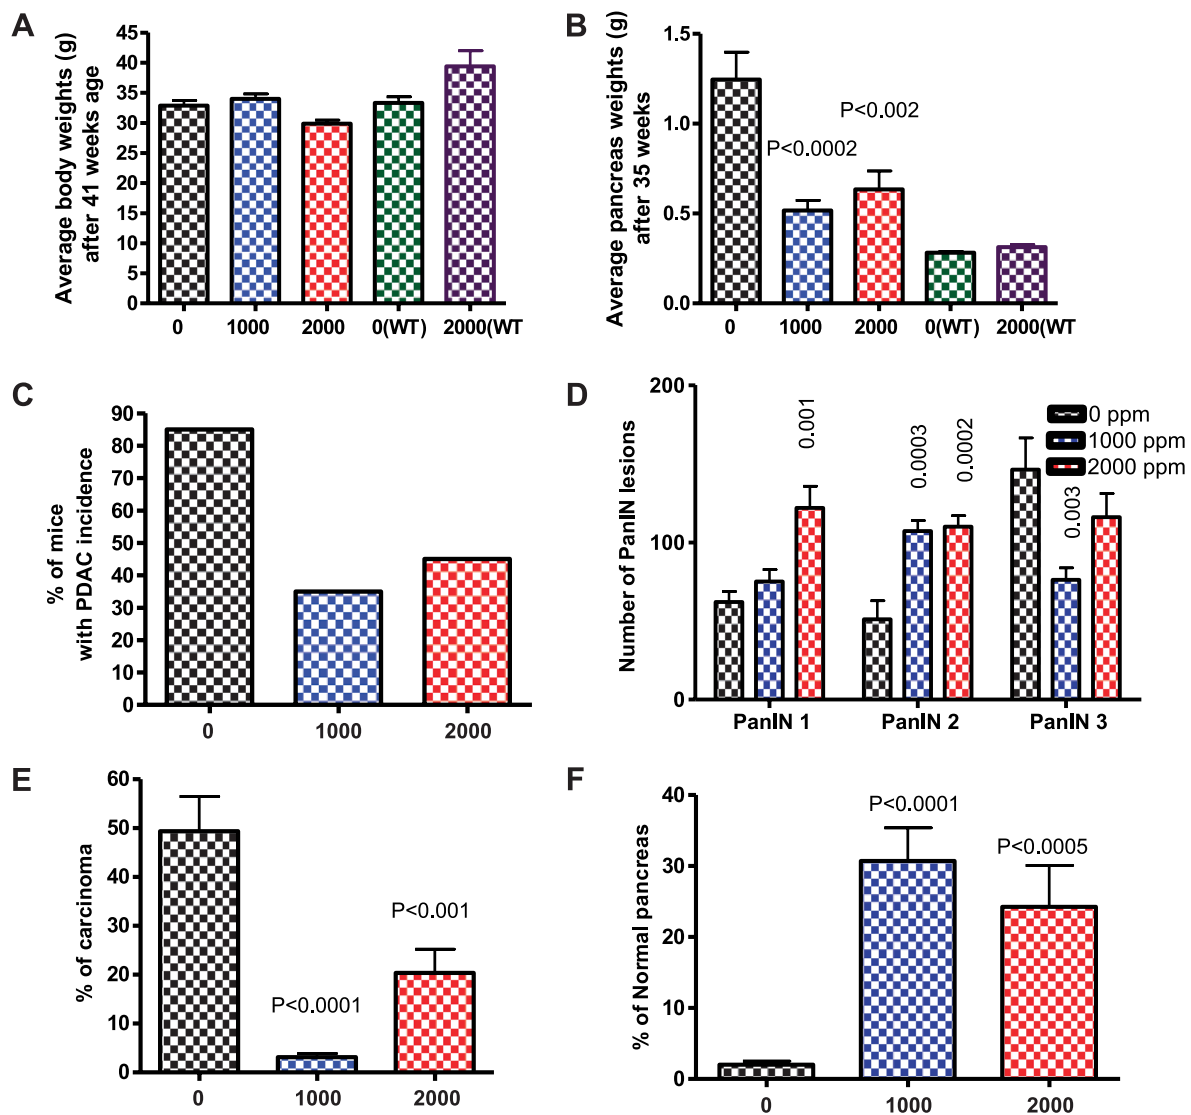 A
Average body weights (g)
after 41 weeks age
45
40
35
30
25
20
15
10
5
0
0
1000
2000
0(WT)
2000(WT
B
Average pancreas weights (g)
after 35 weeks
1.5
1.0
0.5
0.0
P<0.0002
P<0.002
0
1000
2000
0(WT)
2000(WT
C
% of mice
with PDAC incidence
90
80
70
60
50
40
30
20
10
0
0
1000
2000
D
Number of PanIN lesions
200
100
0
0.001
0.0003
0.0002
0.003
0 ppm
1000 ppm
2000 ppm
PanIN 1
PanIN 2
PanIN 3
E
% of carcinoma
60
50
40
30
20
10
0
P<0.0001
P<0.001
0
1000
2000
F
% of Normal pancreas
40
30
20
10
0
P<0.0001
P<0.0005
0
1000
2000